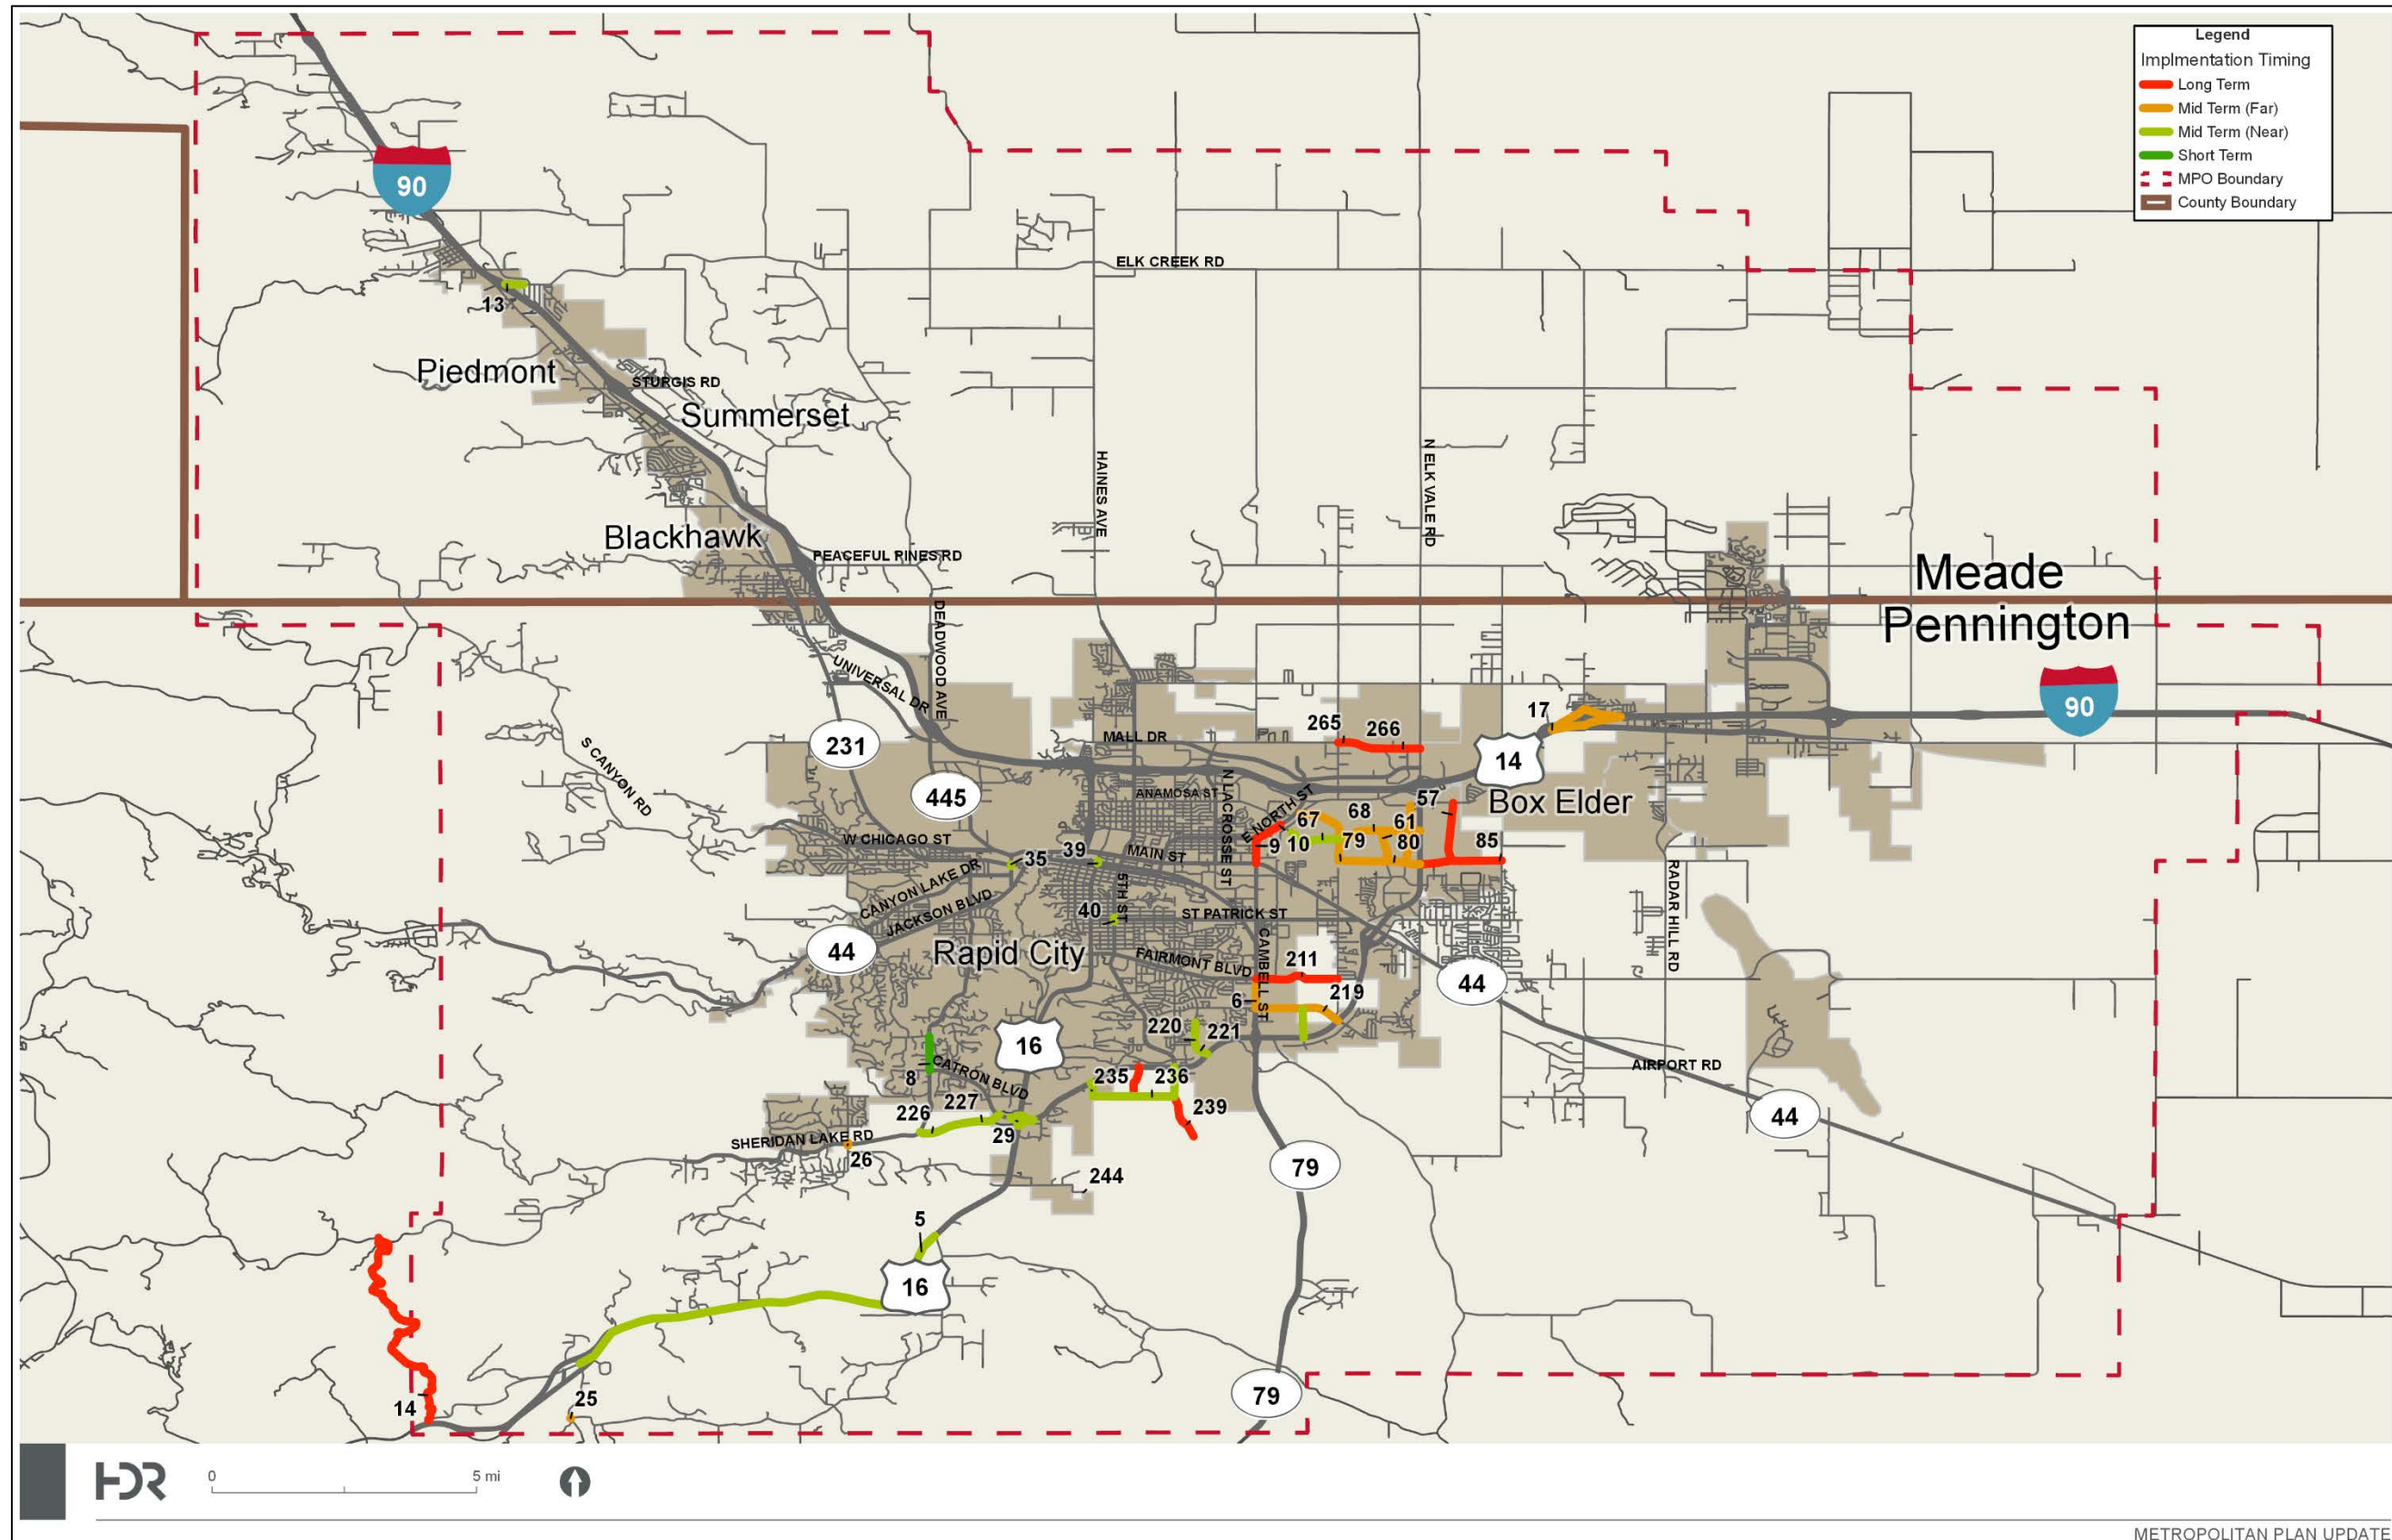 Legend
Implmentation Timing
Long Term
Mid Term (Far)
Mid Term (Near)
Short Term
MPO Boundary
County Boundary
90
ELK CREEK RD
13
Piedmont
STURGIS RD
Summerset
HAINES AVE
N ELK VALE RD
Blackhawk
PEACEFUL PINES RD
Meade
Pennington
DEADWOOD AVE
UNIVERSAL DR
90
17
265
266
231
MALL DR
14
S CANYON RD
445
N LACROSSE ST
ANAMOSA ST
E NORTH ST
57
Box Elder
67
68
61
W CHICAGO ST
9
10
79
80
85
35
39
MAIN ST
CANYON LAKE DR
JACKSON BLVD
5TH ST
RADAR HILL RD
40
ST PATRICK ST
44
Rapid City
FAIRMONT BLVD
CAMBELL ST
211
44
6
219
16
220
221
8
CATRON BLVD
235
236
AIRPORT RD
226
227
239
44
29
SHERIDAN LAKE RD
26
79
244
5
16
14
25
79
HDR
0
5 mi
METROPOLITAN PLAN UPDATE